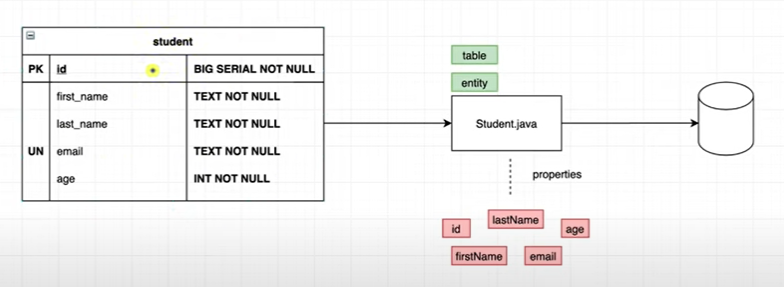 student
PK id BIG SERIAL NOT NULL
first_name TEXT NOT NULL
last_name TEXT NOT NULL
UN email TEXT NOT NULL
age INT NOT NULL
table
entity
Student.java
properties
lastName
id
age
firstName
email